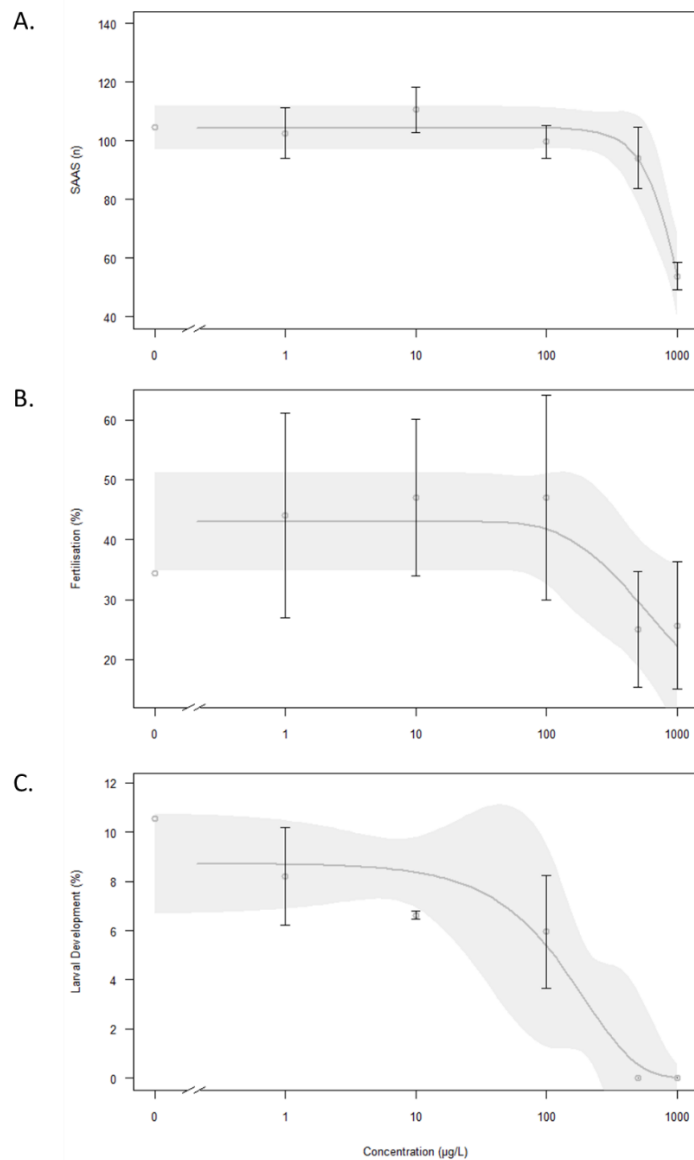 A.
140
120
100
80
60
40
SAAS (n)
0 1 10 100 1000
B.
60
50
40
30
20
Fertilisation (%)
0 1 10 100 1000
C.
12
10
8
6
4
2
0
Larval Development (%)
0 1 10 100 1000
Concentration (µg/L)